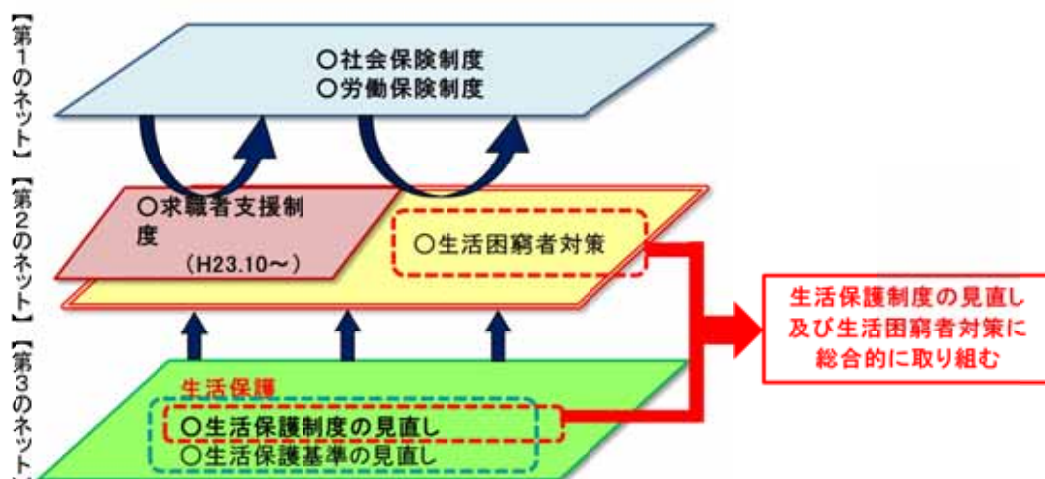 【第1のネット】
○社会保険制度
○労働保険制度
【第2のネット】
○求職者支援制
度
（H23.10～）
○生活困窮者対策
生活保護制度の見直し
及び生活困窮者対策に
総合的に取り組む
【第3のネット】
生活保護
○生活保護制度の見直し
○生活保護基準の見直し